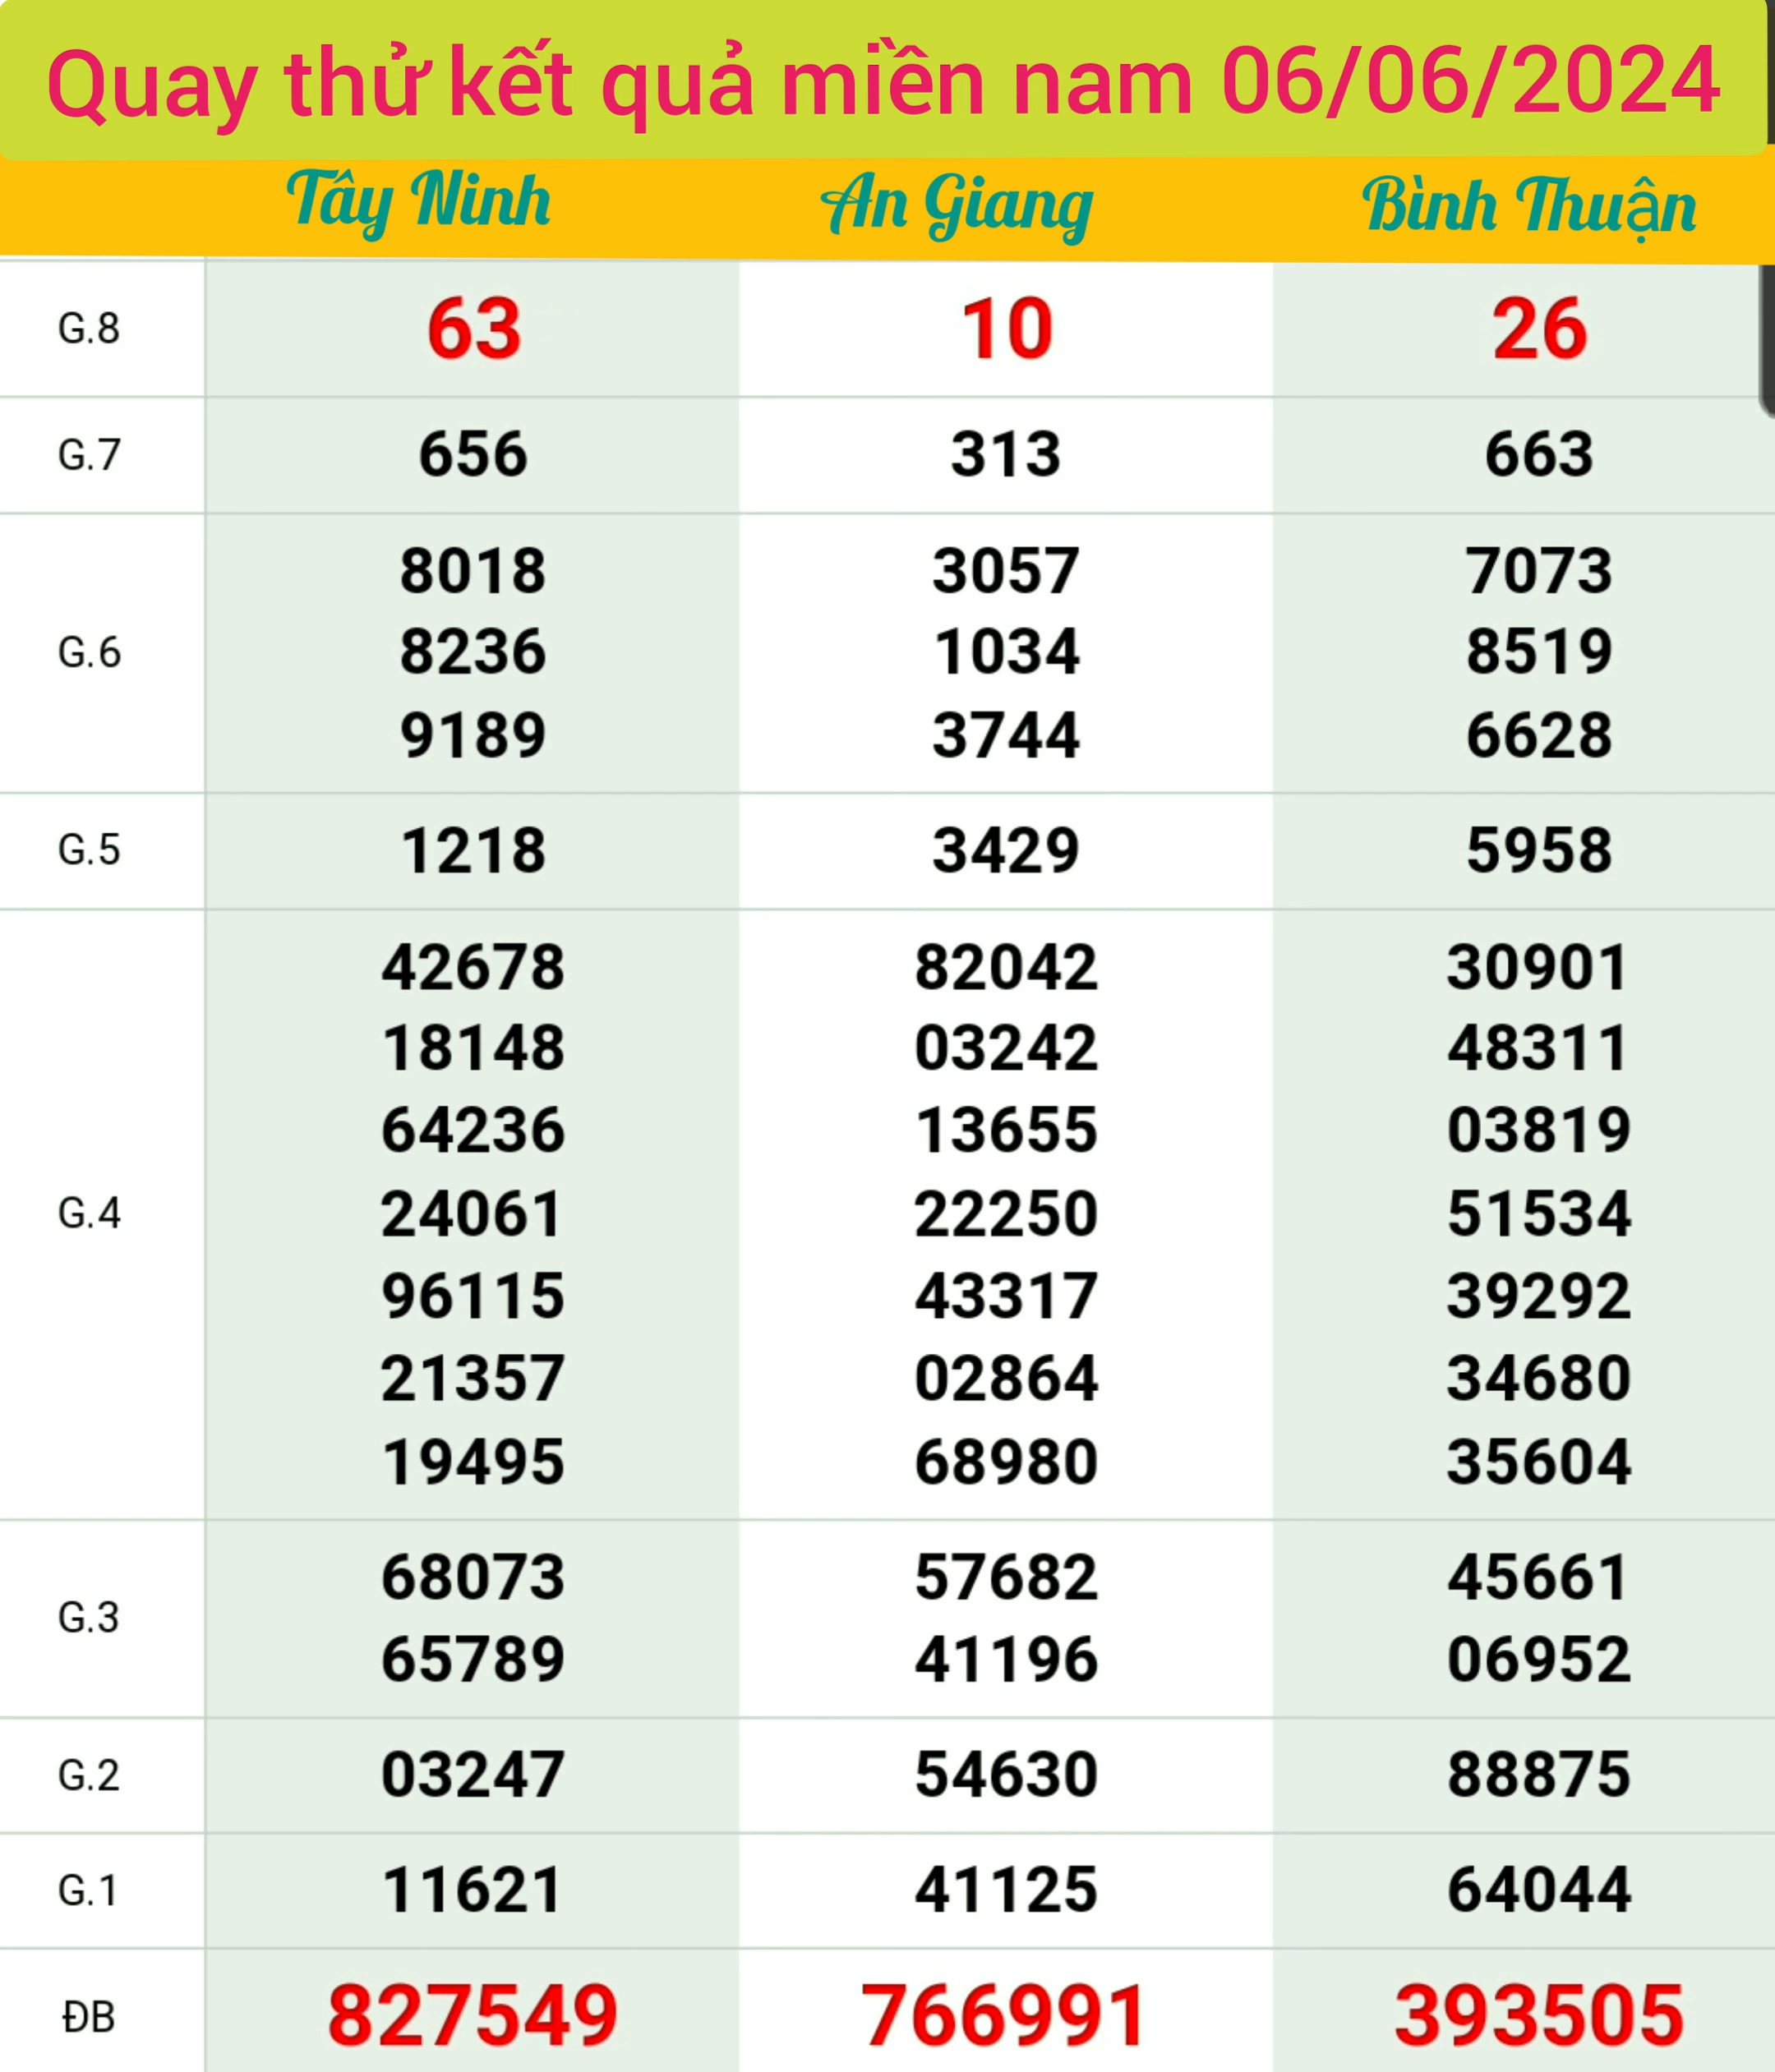 Quay thử kết quả miền nam 06/06/2024
Tây Ninh An Giang Bình Thuận
G.8 63 10 26
G.7 656 313 663
8018 3057 7073
G.6 8236 1034 8519
9189 3744 6628
G.5 1218 3429 5958
42678 82042 30901
18148 03242 48311
64236 13655 03819
G.4 24061 22250 51534
96115 43317 39292
21357 02864 34680
19495 68980 35604
68073 57682 45661
G.3
65789 41196 06952
G.2 03247 54630 88875
G.1 11621 41125 64044
ĐB 827549 766991 393505